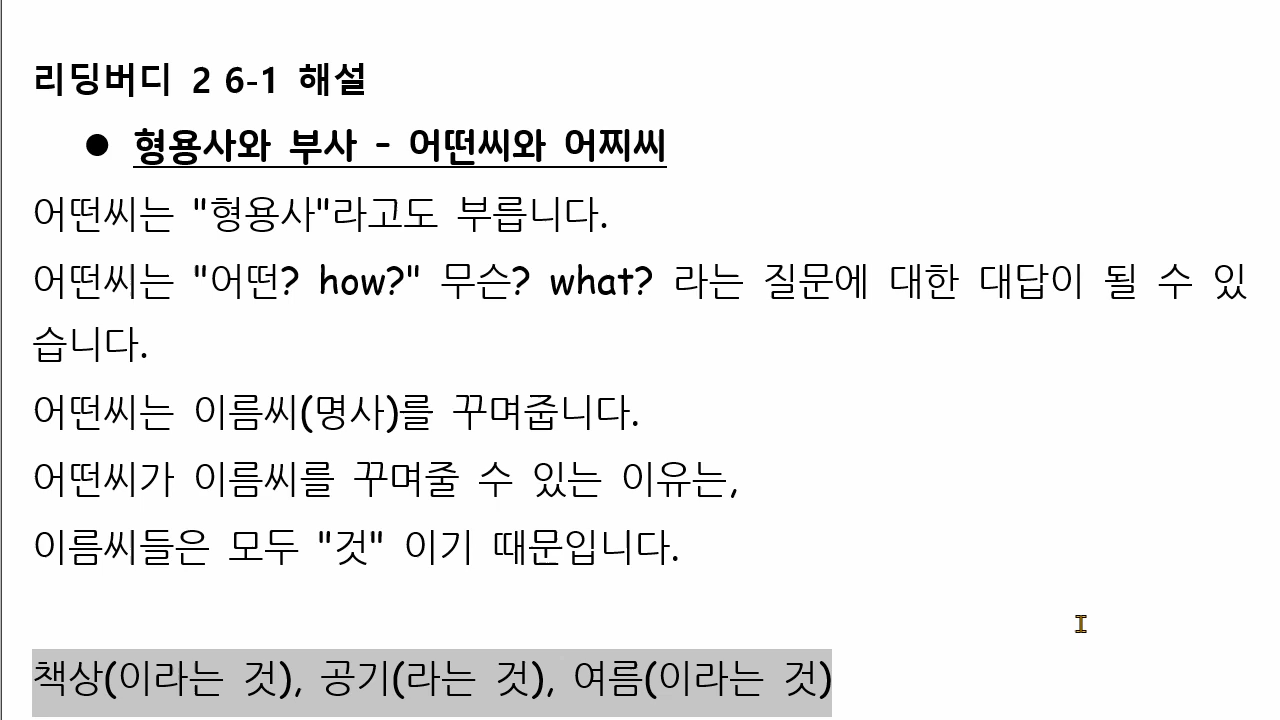 리딩버디 2 6-1 해설
● 형용사와 부사 - 어떤씨와 어찌씨
어떤씨는 "형용사"라고도 부릅니다.
어떤씨는 "어떤? how?" 무슨? what? 라는 질문에 대한 대답이 될 수 있
습니다.
어떤씨는 이름씨(명사)를 꾸며줍니다.
어떤씨가 이름씨를 꾸며줄 수 있는 이유는,
이름씨들은 모두 "것" 이기 때문입니다.
책상(이라는 것), 공기(라는 것), 여름(이라는 것)